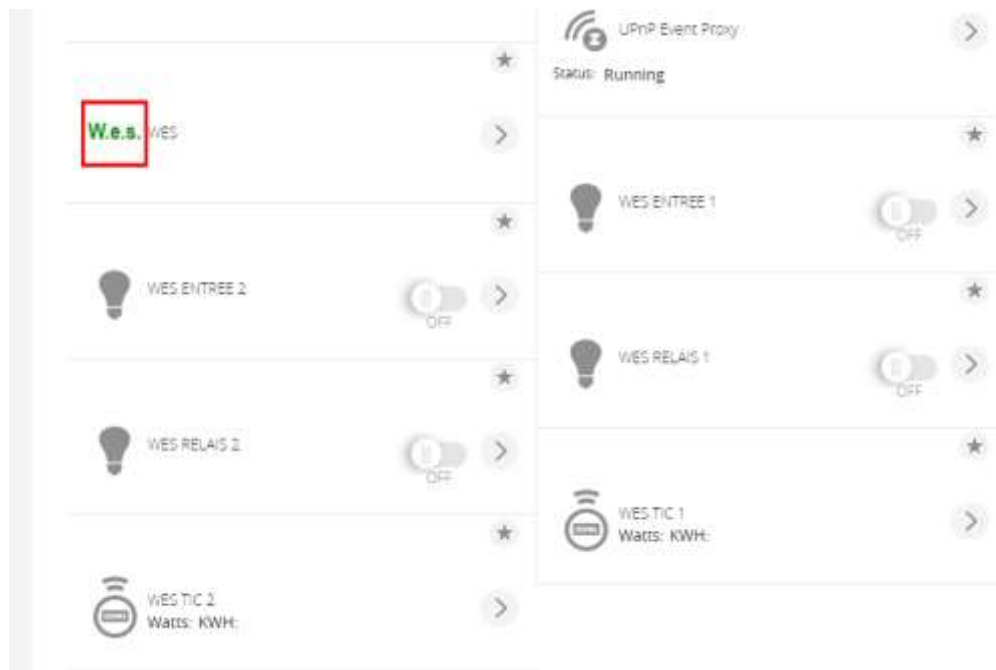 W.e.s. WES
WES ENTREE 2
OFF
WES RELAIS 2
OFF
WES TIC 2
Watts: KWH:
UPnP Event Proxy
Status: Running
WES ENTREE 1
OFF
WES RELAIS 1
OFF
WES TIC 1
Watts: KWH: